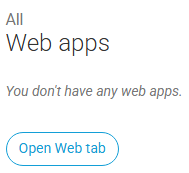 All
Web apps
You don't have any web apps.
Open Web tab